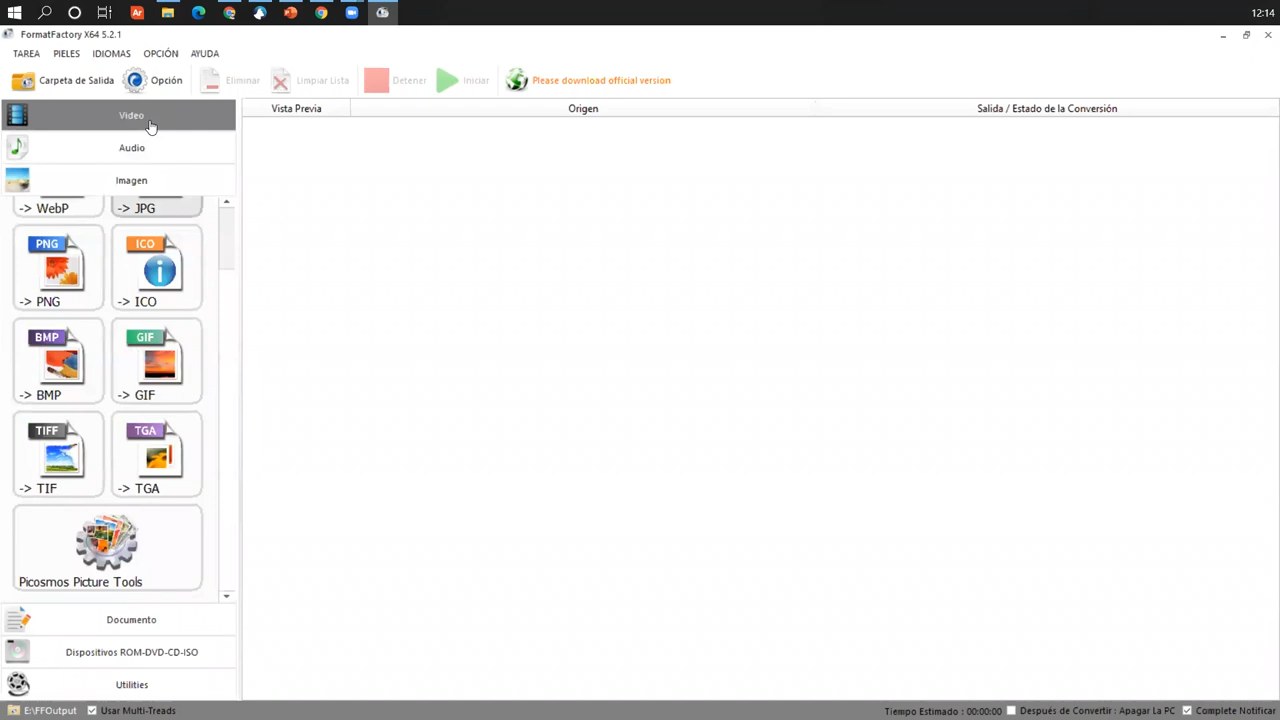 12:14
FormatFactory X64 5.2.1
TAREA PIELES IDIOMAS OPCIÓN AYUDA
Carpeta de Salida Opción Eliminar Limpiar Lista Detener Iniciar Please download official version
Video
Vista Previa Origen Salida / Estado de la Conversión
Audio
Imagen
-> WebP -> JPG
PNG ICO
-> PNG -> ICO
BMP GIF
-> BMP -> GIF
TIFF TGA
-> TIF -> TGA
Picosmos Picture Tools
Documento
Dispositivos ROM-DVD-CD-ISO
Utilities
E:\FFOutput Usar Multi-Treads Tiempo Estimado : 00:00:00 Después de Convertir : Apagar La PC Complete Notificar